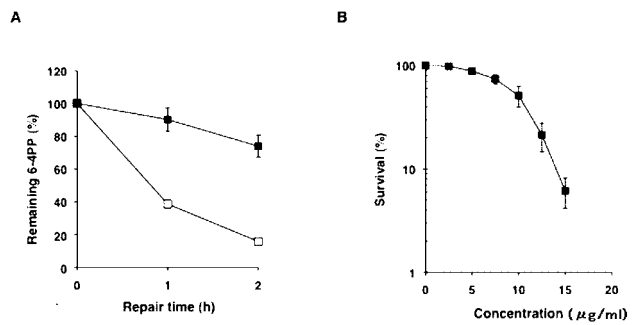 A
120
100
80
60
40
20
0
Remaining 6-4PP (%)
0 1 2
Repair time (h)
B
100
10
1
Survival (%)
0 5 10 15 20
Concentration (μg/ml)